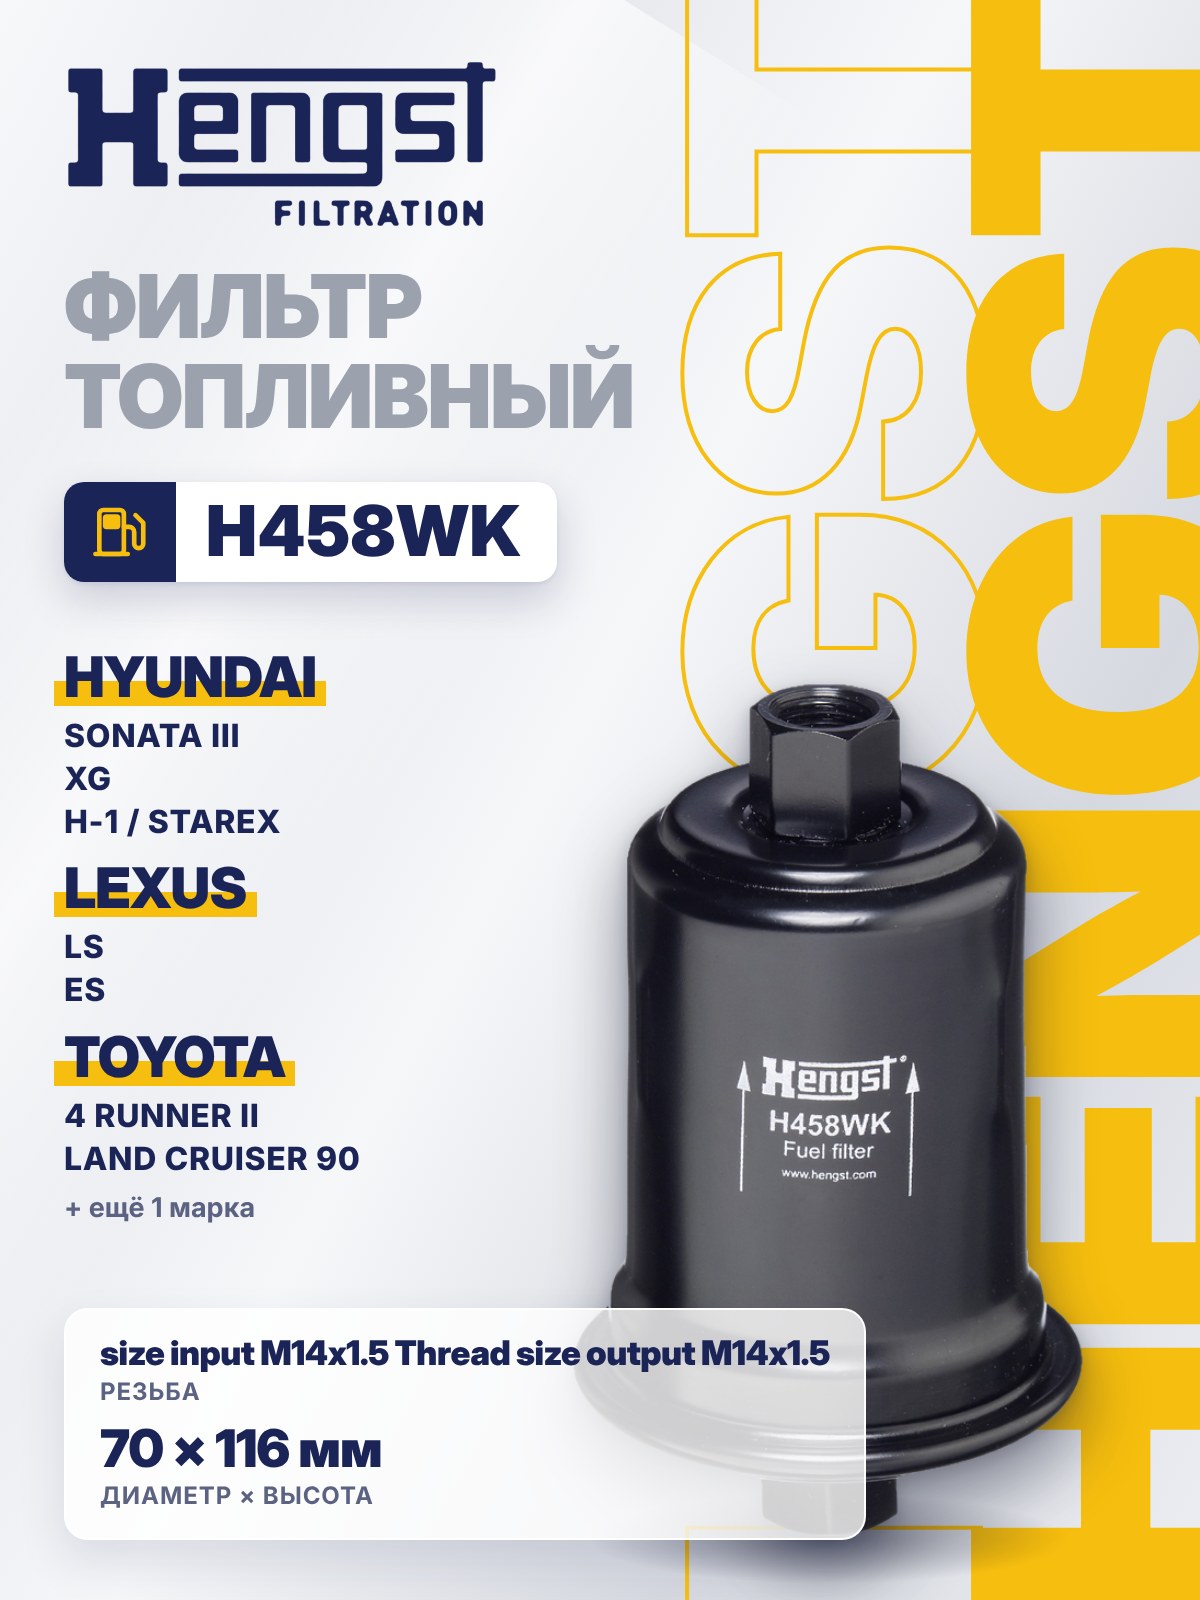 Hengst
FILTRATION
ФИЛЬТР
ТОПЛИВНЫЙ
H458WK
HYUNDAI
SONATA III
XG
H-1 / STAREX
LEXUS
LS
ES
TOYOTA
4 RUNNER II
LAND CRUISER 90
+ ещё 1 марка
size input M14x1.5 Thread size output M14x1.5
РЕЗЬБА
70 × 116 мм
ДИАМЕТР × ВЫСОТА
Hengst®
H458WK
Fuel filter
www.hengst.com
HENGST
HENGST